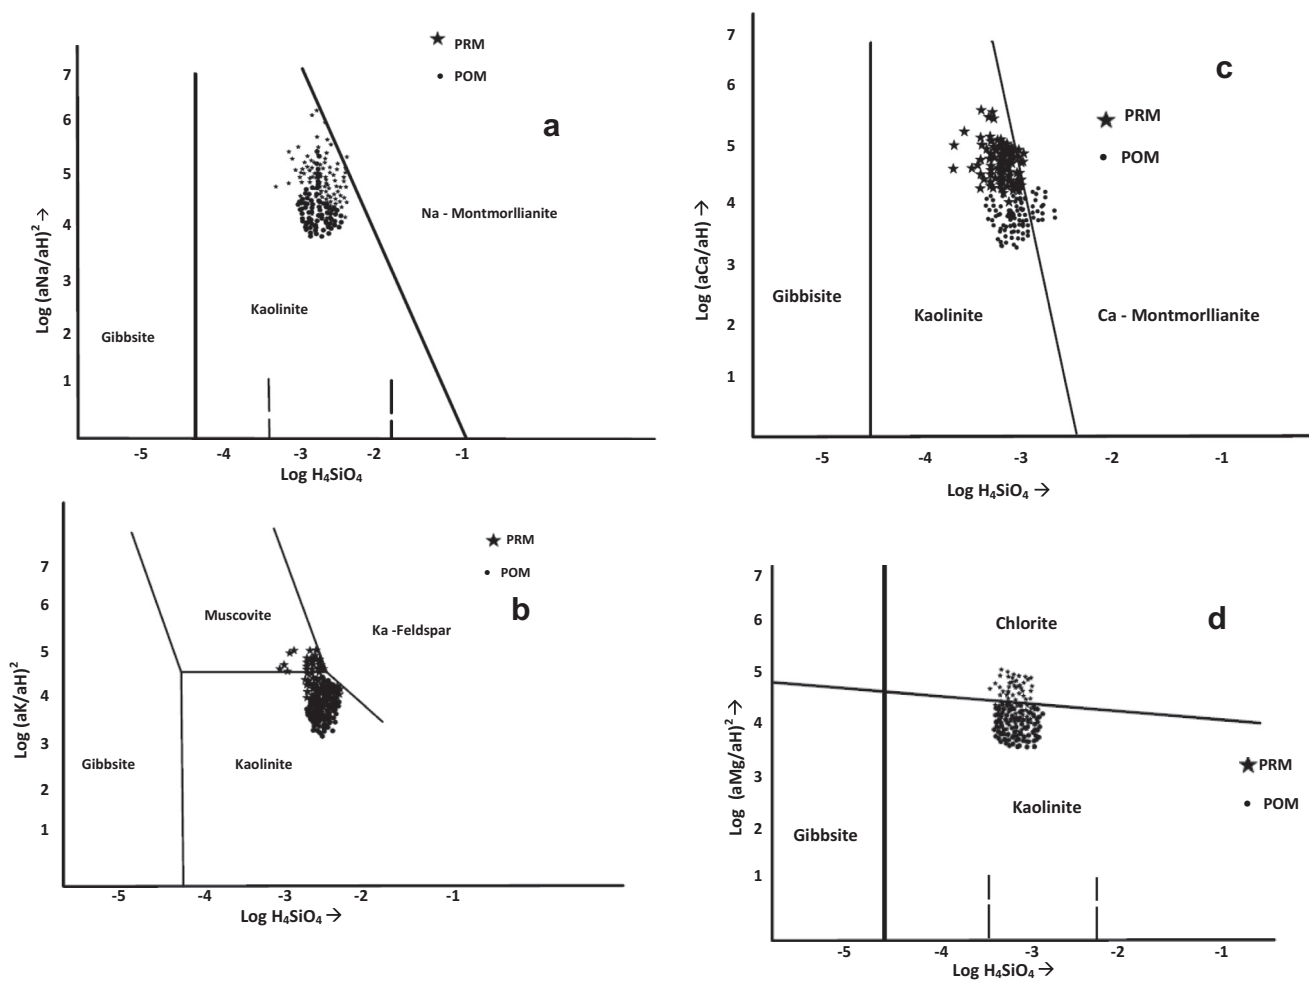 PRM
POM
a
7
6
5
4
3
2
1
Log (aNa/aH)² →
Na - Montmorllianite
Kaolinite
Gibbsite
-5 -4 -3 -2 -1
Log H₄SiO₄
c
PRM
POM
7
6
5
4
3
2
1
Log (aCa/aH) →
Gibbisite
Kaolinite
Ca - Montmorllianite
-5 -4 -3 -2 -1
Log H₄SiO₄ →
PRM
POM
b
7
6
5
4
3
2
1
Log (aK/aH)²
Muscovite
Ka -Feldspar
Gibbsite
Kaolinite
-5 -4 -3 -2 -1
Log H₄SiO₄ →
d
7
6
5
4
3
2
1
Log (aMg/aH)² →
Chlorite
PRM
POM
Kaolinite
Gibbsite
-5 -4 -3 -2 -1
Log H₄SiO₄ →